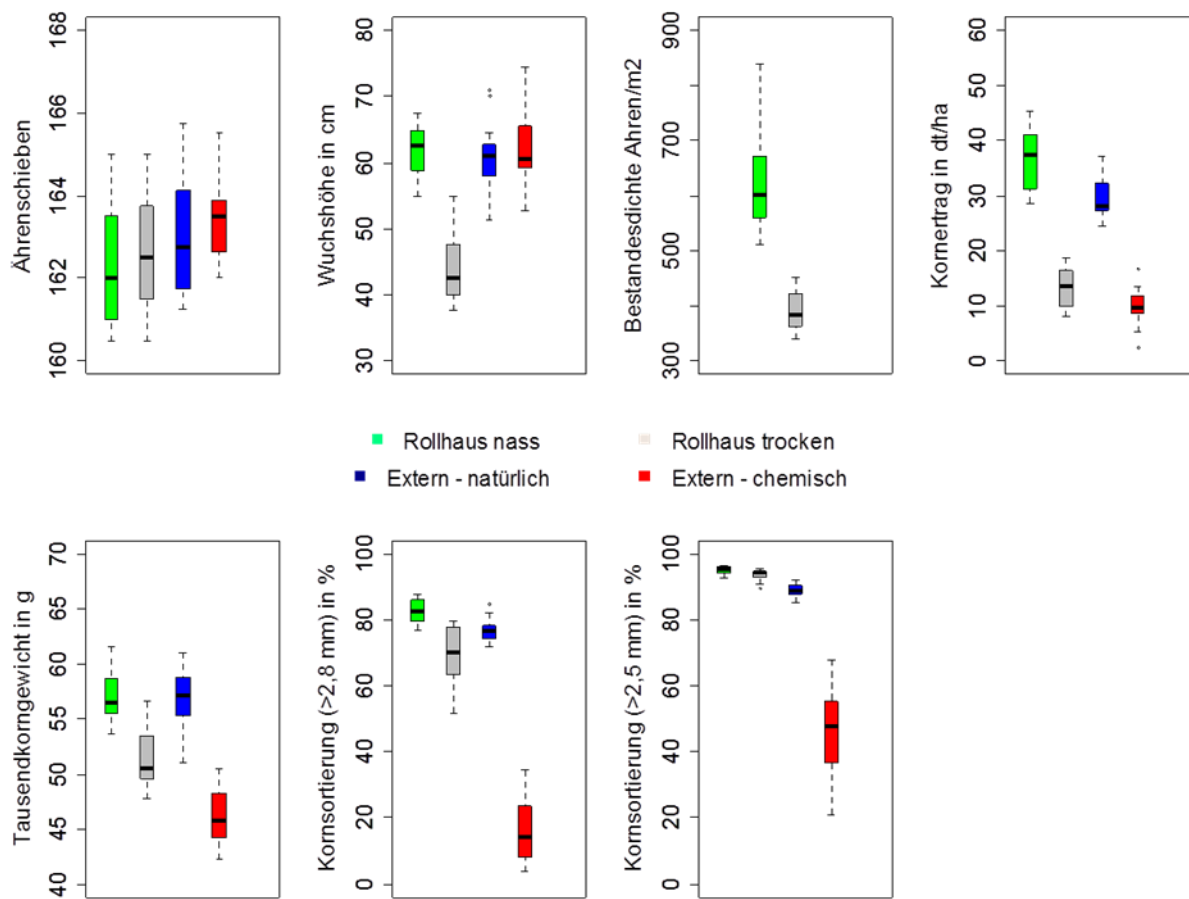 Ährenschieben
160 162 164 166 168
Wuchshöhe in cm
30 40 50 60 70 80
Bestandesdichte Ähren/m2
300 500 700 900
Kornertrag in dt/ha
0 10 20 30 40 50 60
Rollhaus nass
Rollhaus trocken
Extern - natürlich
Extern - chemisch
Tausendkorngewicht in g
40 45 50 55 60 65 70
Kornsortierung (>2,8 mm) in %
0 20 40 60 80 100
Kornsortierung (>2,5 mm) in %
0 20 40 60 80 100